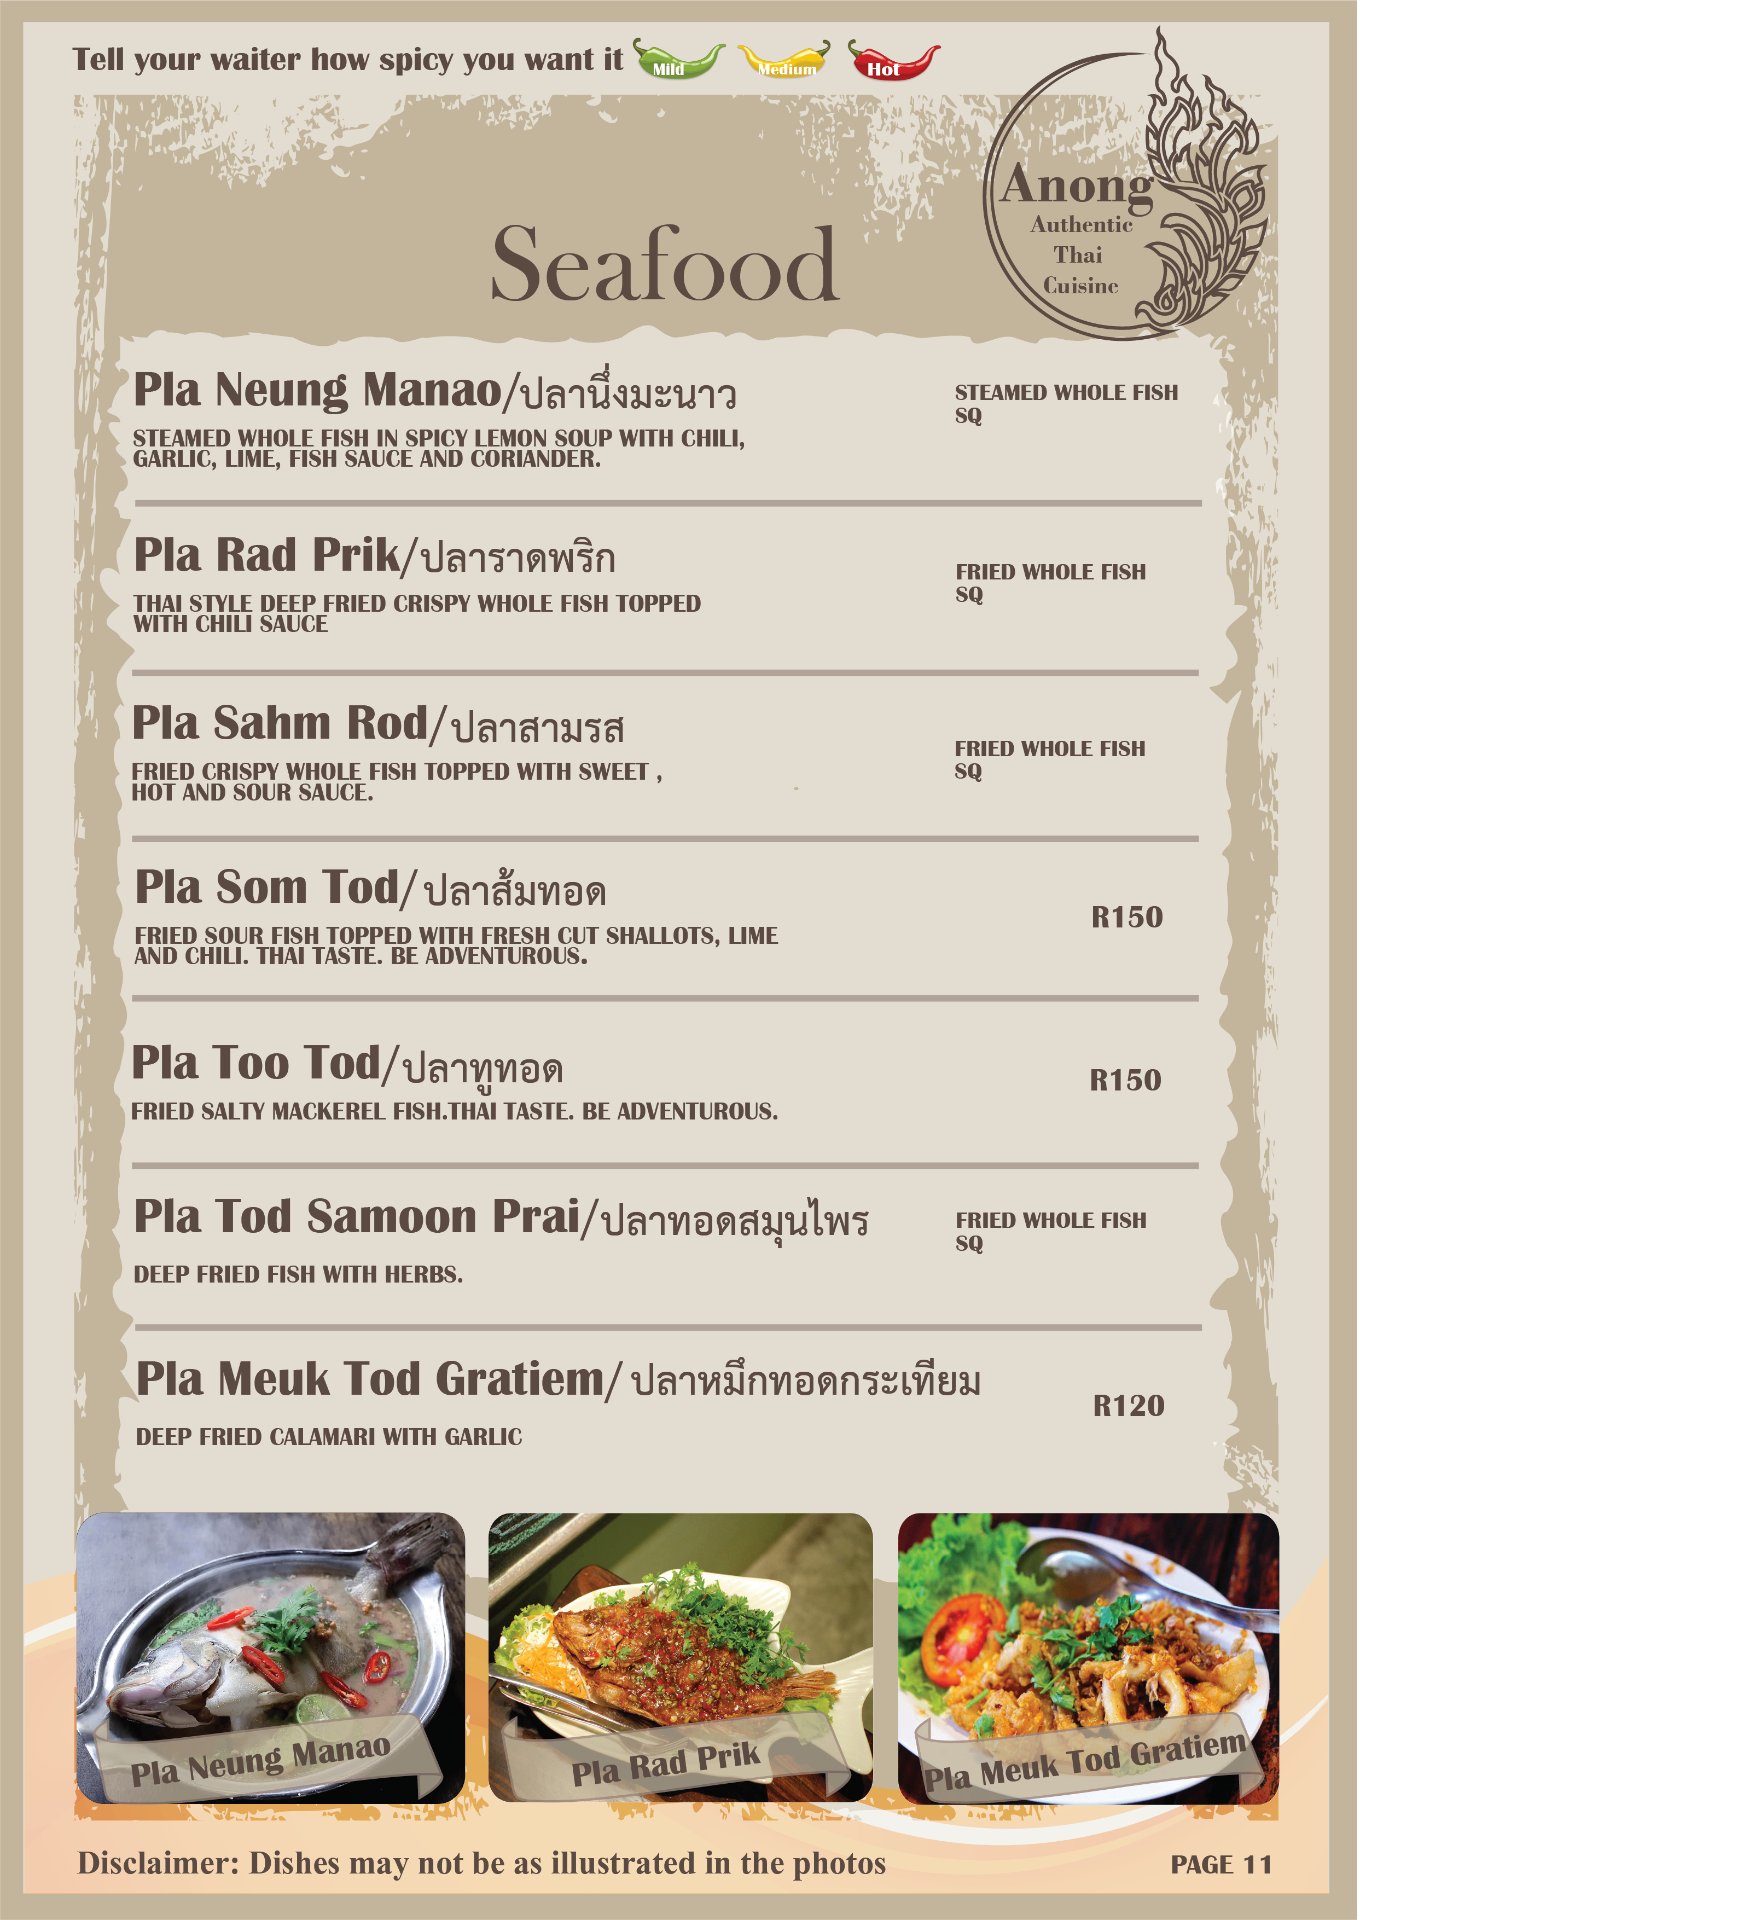 Tell your waiter how spicy you want it
Mild
Medium
Hot
Anong
Authentic
Thai
Cuisine
Seafood
Pla Neung Manao/ปลานึ่งมะนาว
STEAMED WHOLE FISH
SQ
STEAMED WHOLE FISH IN SPICY LEMON SOUP WITH CHILI,
GARLIC, LIME, FISH SAUCE AND CORIANDER.
Pla Rad Prik/ปลาราดพริก
FRIED WHOLE FISH
SQ
THAI STYLE DEEP FRIED CRISPY WHOLE FISH TOPPED
WITH CHILI SAUCE
Pla Sahm Rod/ปลาสามรส
FRIED WHOLE FISH
SQ
FRIED CRISPY WHOLE FISH TOPPED WITH SWEET ,
HOT AND SOUR SAUCE.
Pla Som Tod/ปลาส้มทอด
R150
FRIED SOUR FISH TOPPED WITH FRESH CUT SHALLOTS, LIME
AND CHILI. THAI TASTE. BE ADVENTUROUS.
Pla Too Tod/ปลาทูทอด
R150
FRIED SALTY MACKEREL FISH.THAI TASTE. BE ADVENTUROUS.
Pla Tod Samoon Prai/ปลาทอดสมุนไพร
FRIED WHOLE FISH
SQ
DEEP FRIED FISH WITH HERBS.
Pla Meuk Tod Gratiem/ ปลาหมึกทอดกระเทียม
R120
DEEP FRIED CALAMARI WITH GARLIC
Pla Neung Manao
Pla Rad Prik
Pla Meuk Tod Gratiem
Disclaimer: Dishes may not be as illustrated in the photos
PAGE 11